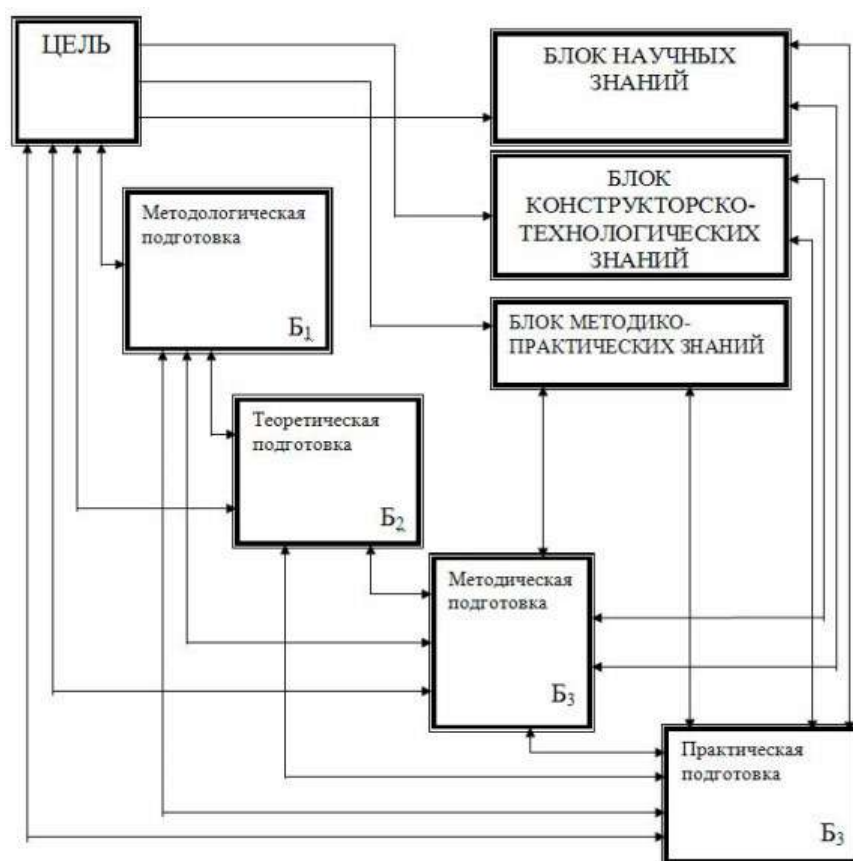 ЦЕЛЬ
БЛОК НАУЧНЫХ
ЗНАНИЙ
БЛОК
КОНСТРУКТОРСКО-
ТЕХНОЛОГИЧЕСКИХ
ЗНАНИЙ
Методологическая
подготовка
Б1
БЛОК МЕТОДИКО-
ПРАКТИЧЕСКИХ ЗНАНИЙ
Теоретическая
подготовка
Б2
Методическая
подготовка
Б3
Практическая
подготовка
Б3